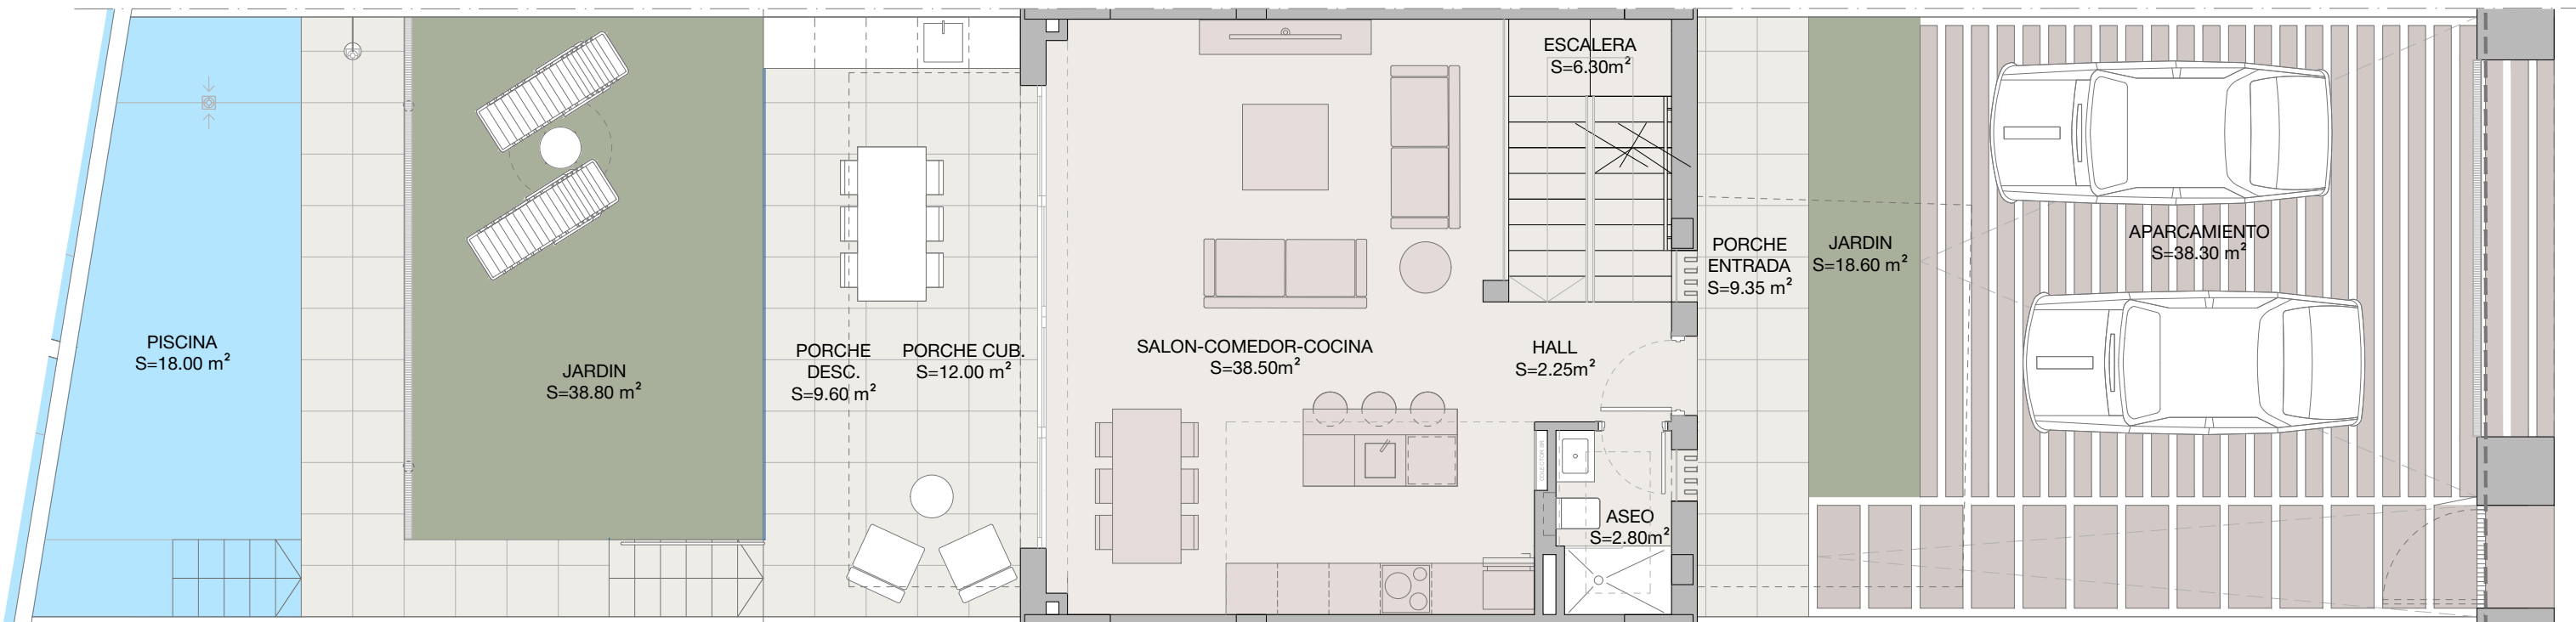 PISCINA
S=18.00 m²
JARDIN
S=38.80 m²
PORCHE
DESC.
S=9.60 m²
PORCHE CUB.
S=12.00 m²
SALON-COMEDOR-COCINA
S=38.50m²
ESCALERA
S=6.30m²
HALL
S=2.25m²
ASEO
S=2.80m²
PORCHE
ENTRADA
S=9.35 m²
JARDIN
S=18.60 m²
APARCAMIENTO
S=38.30 m²